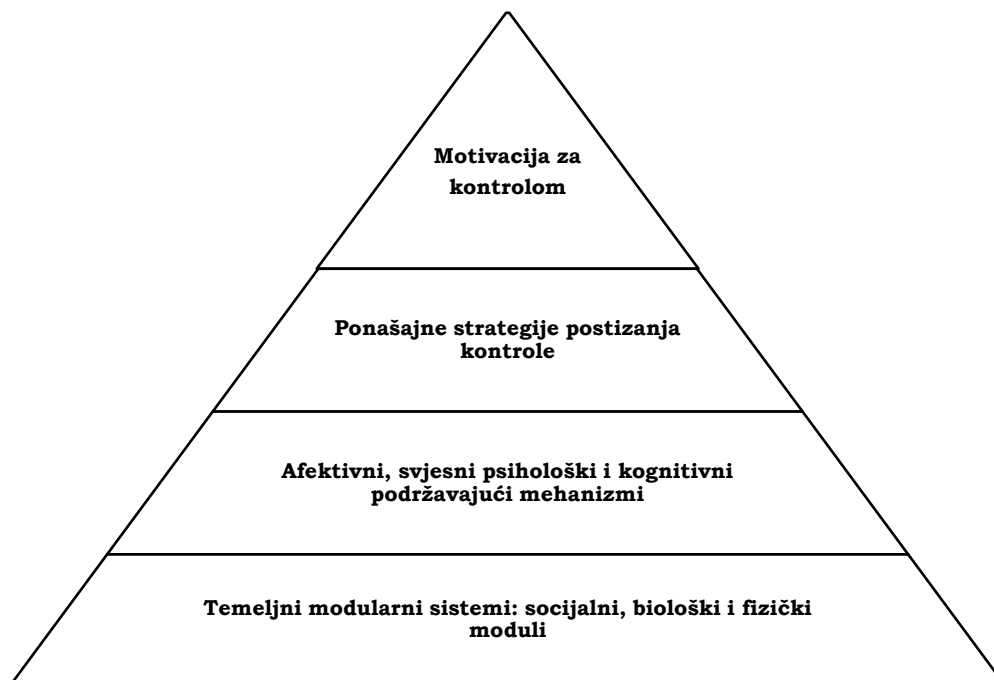 Motivacija za
kontrolom
Ponašajne strategije postizanja
kontrole
Afektivni, svjesni psihološki i kognitivni
podržavajući mehanizmi
Temeljni modularni sistemi: socijalni, biološki i fizički
moduli